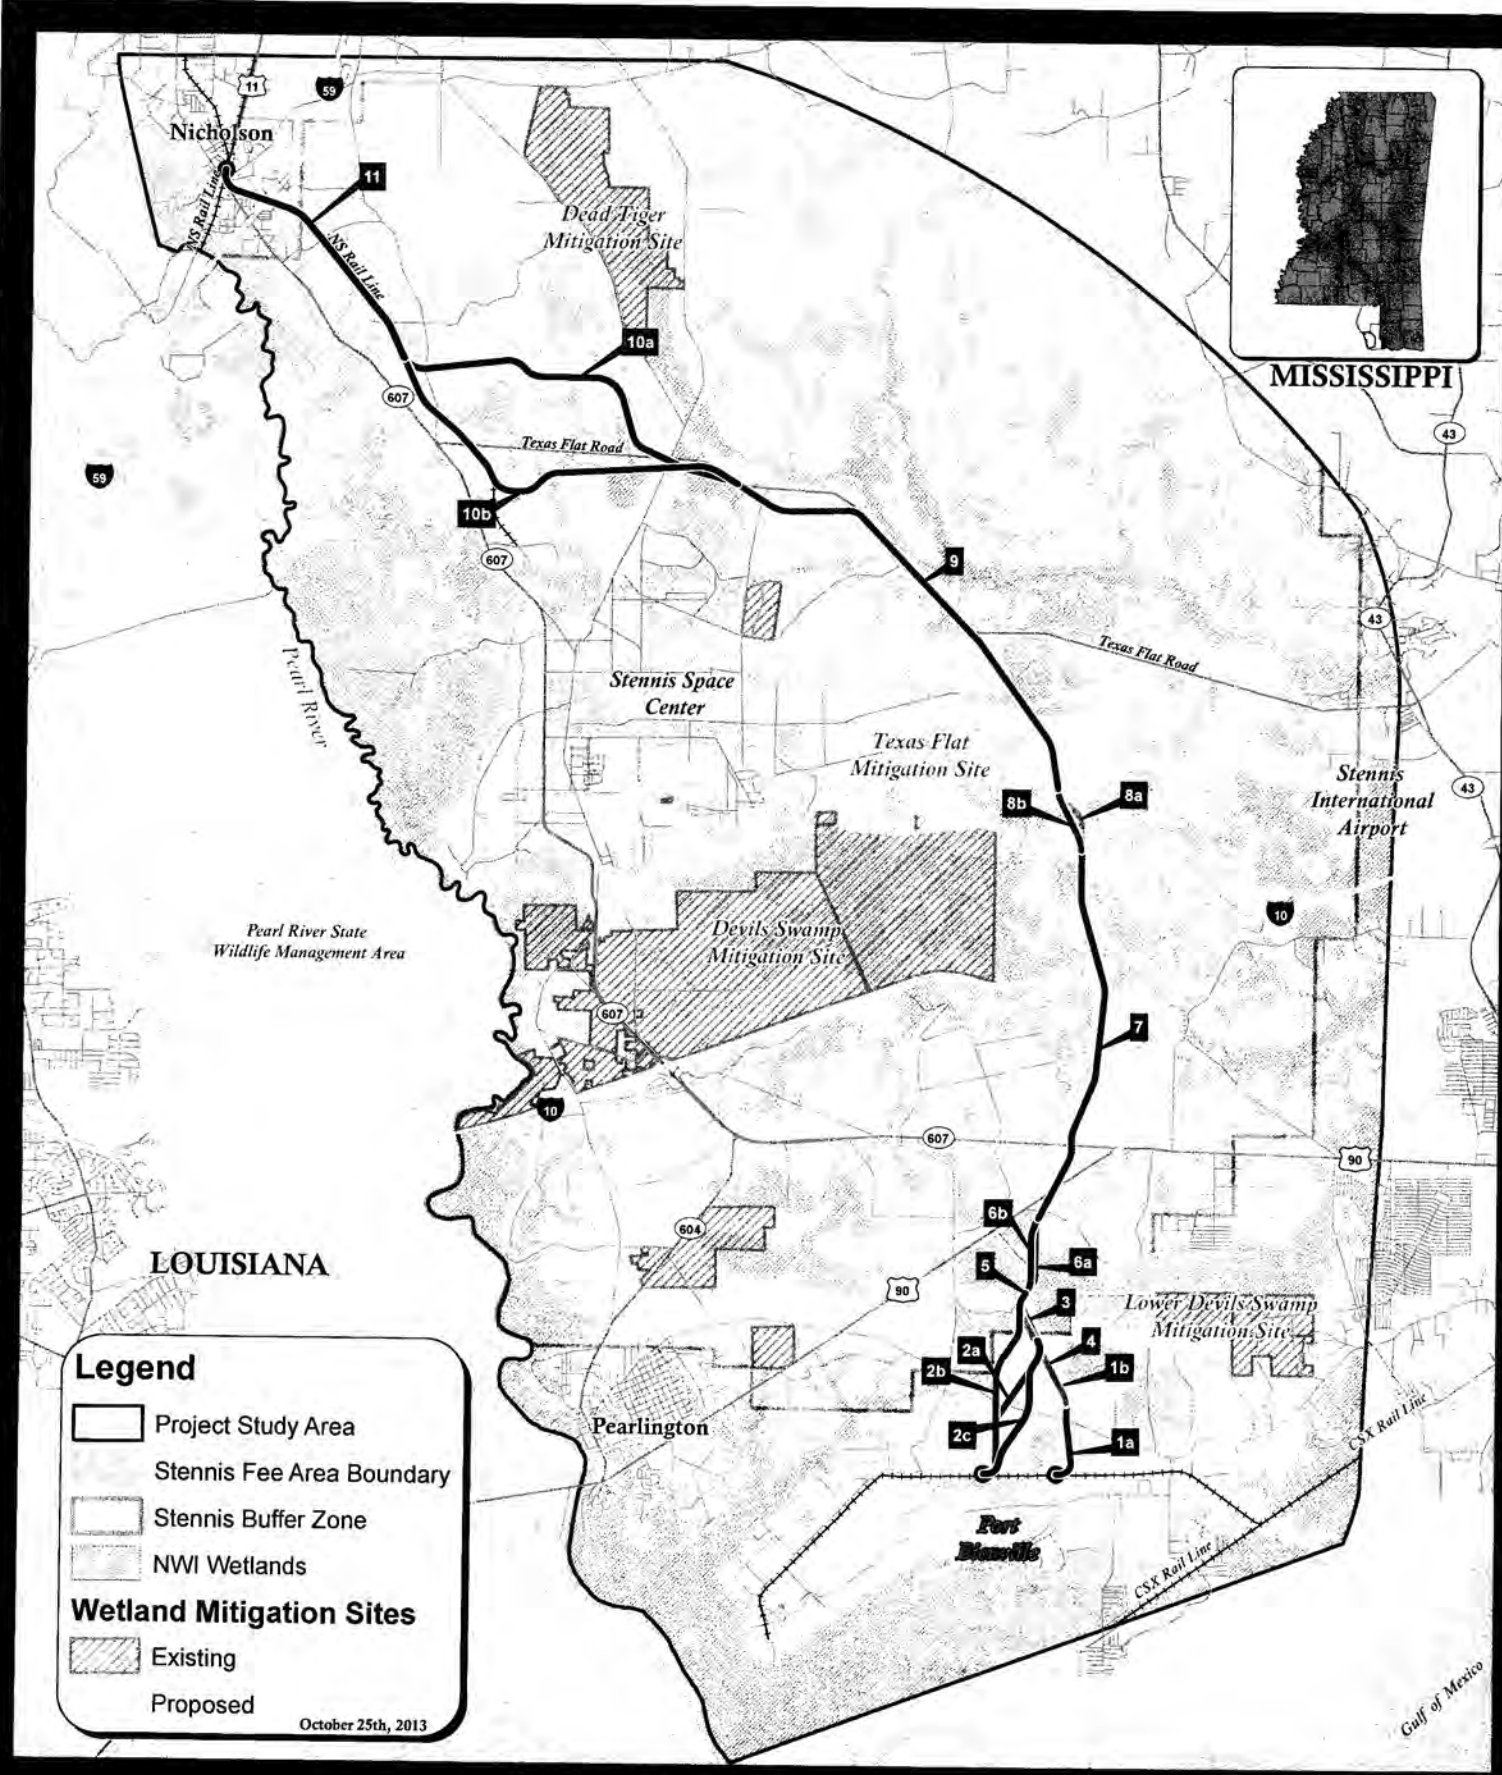 11
59
Nicholson
NS Rail Line
11
NS Rail Line
Dead Tiger
Mitigation Site
MISSISSIPPI
10a
607
43
59
Texas Flat Road
10b
607
9
43
Texas Flat Road
Pearl River
Stennis Space
Center
Texas Flat
Mitigation Site
8b
8a
Stennis
International
Airport
43
10
Pearl River State
Wildlife Management Area
Devils Swamp
Mitigation Site
607
7
10
607
90
604
6b
6a
5
90
3
Lower Devils Swamp
Mitigation Site
LOUISIANA
4
2a
2b
1b
Pearlington
2c
1a
CSX Rail Line
Port
Bienville
CSX Rail Line
Gulf of Mexico
Legend
Project Study Area
Stennis Fee Area Boundary
Stennis Buffer Zone
NWI Wetlands
Wetland Mitigation Sites
Existing
Proposed
October 25th, 2013